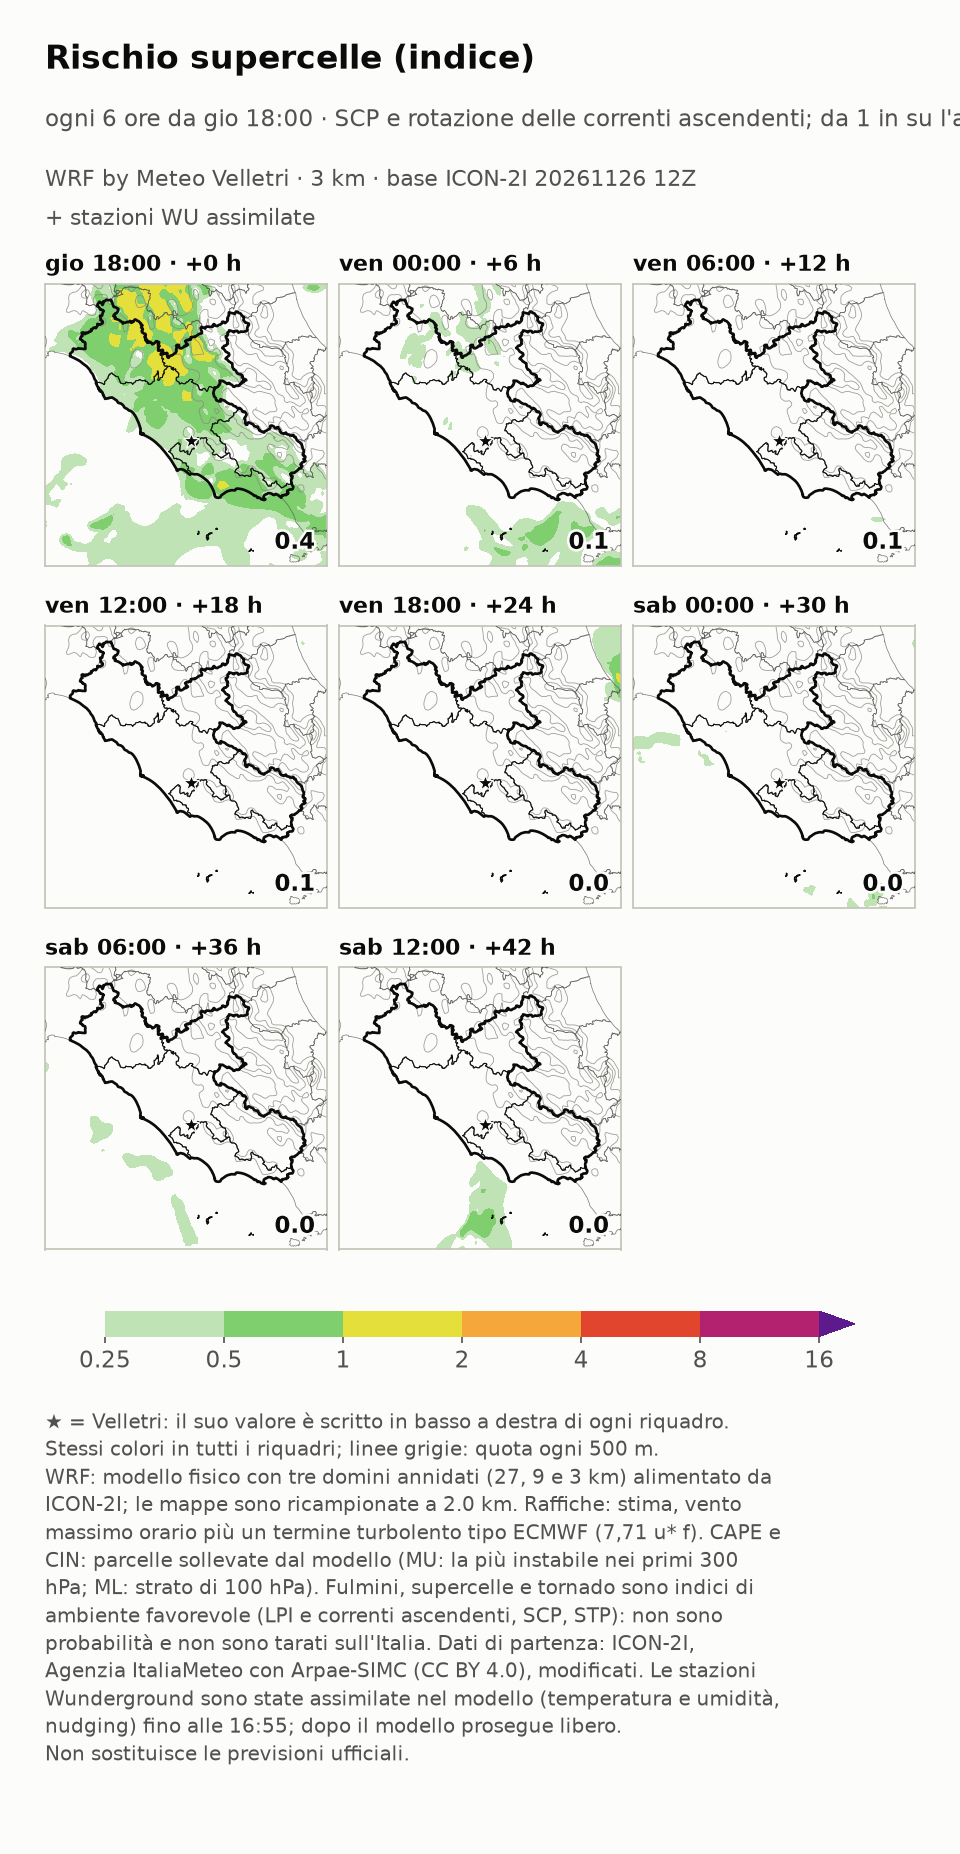 Rischio supercelle (indice)
ogni 6 ore da gio 18:00 · SCP e rotazione delle correnti ascendenti; da 1 in su l'a
WRF by Meteo Velletri · 3 km · base ICON-2I 20261126 12Z
+ stazioni WU assimilate
gio 18:00 · +0 h
ven 00:00 · +6 h
ven 06:00 · +12 h
0.4
0.1
0.1
ven 12:00 · +18 h
ven 18:00 · +24 h
sab 00:00 · +30 h
0.1
0.0
0.0
sab 06:00 · +36 h
sab 12:00 · +42 h
0.0
0.0
0.25 0.5 1 2 4 8 16
★ = Velletri: il suo valore è scritto in basso a destra di ogni riquadro.
Stessi colori in tutti i riquadri; linee grigie: quota ogni 500 m.
WRF: modello fisico con tre domini annidati (27, 9 e 3 km) alimentato da
ICON-2I; le mappe sono ricampionate a 2.0 km. Raffiche: stima, vento
massimo orario più un termine turbolento tipo ECMWF (7,71 u* f). CAPE e
CIN: parcelle sollevate dal modello (MU: la più instabile nei primi 300
hPa; ML: strato di 100 hPa). Fulmini, supercelle e tornado sono indici di
ambiente favorevole (LPI e correnti ascendenti, SCP, STP): non sono
probabilità e non sono tarati sull'Italia. Dati di partenza: ICON-2I,
Agenzia ItaliaMeteo con Arpae-SIMC (CC BY 4.0), modificati. Le stazioni
Wunderground sono state assimilate nel modello (temperatura e umidità,
nudging) fino alle 16:55; dopo il modello prosegue libero.
Non sostituisce le previsioni ufficiali.